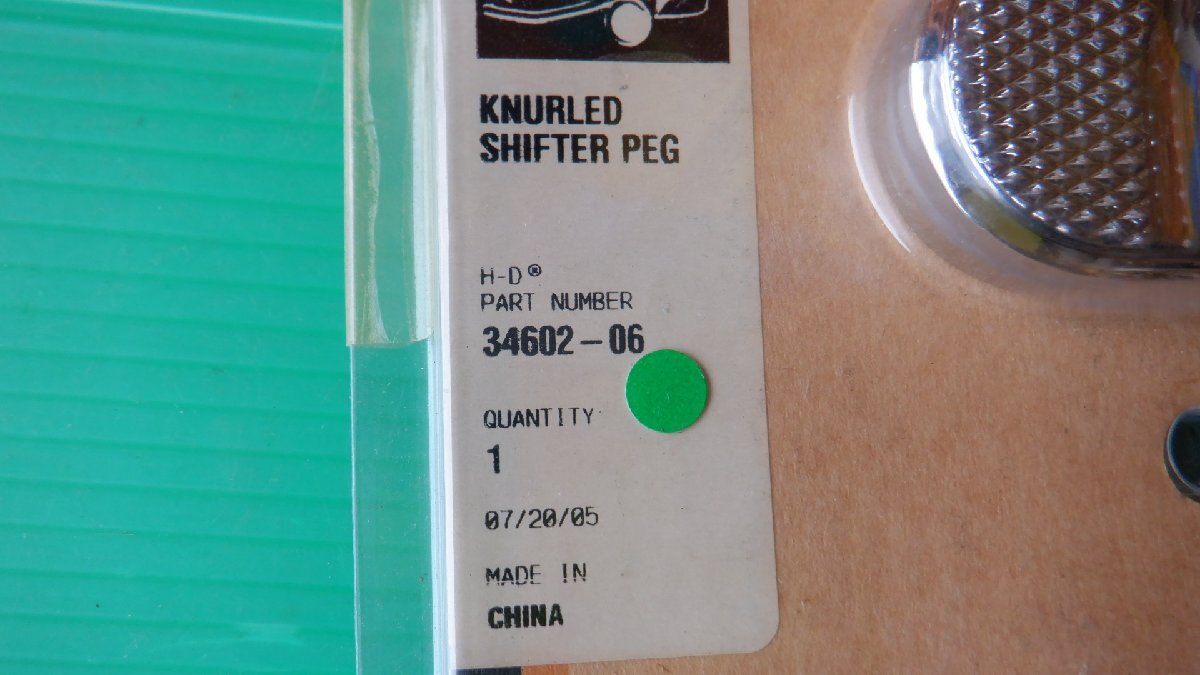 KNURLED
SHIFTER PEG
H-D®
PART NUMBER
34602-06
QUANTITY
1
07/20/05
MADE IN
CHINA